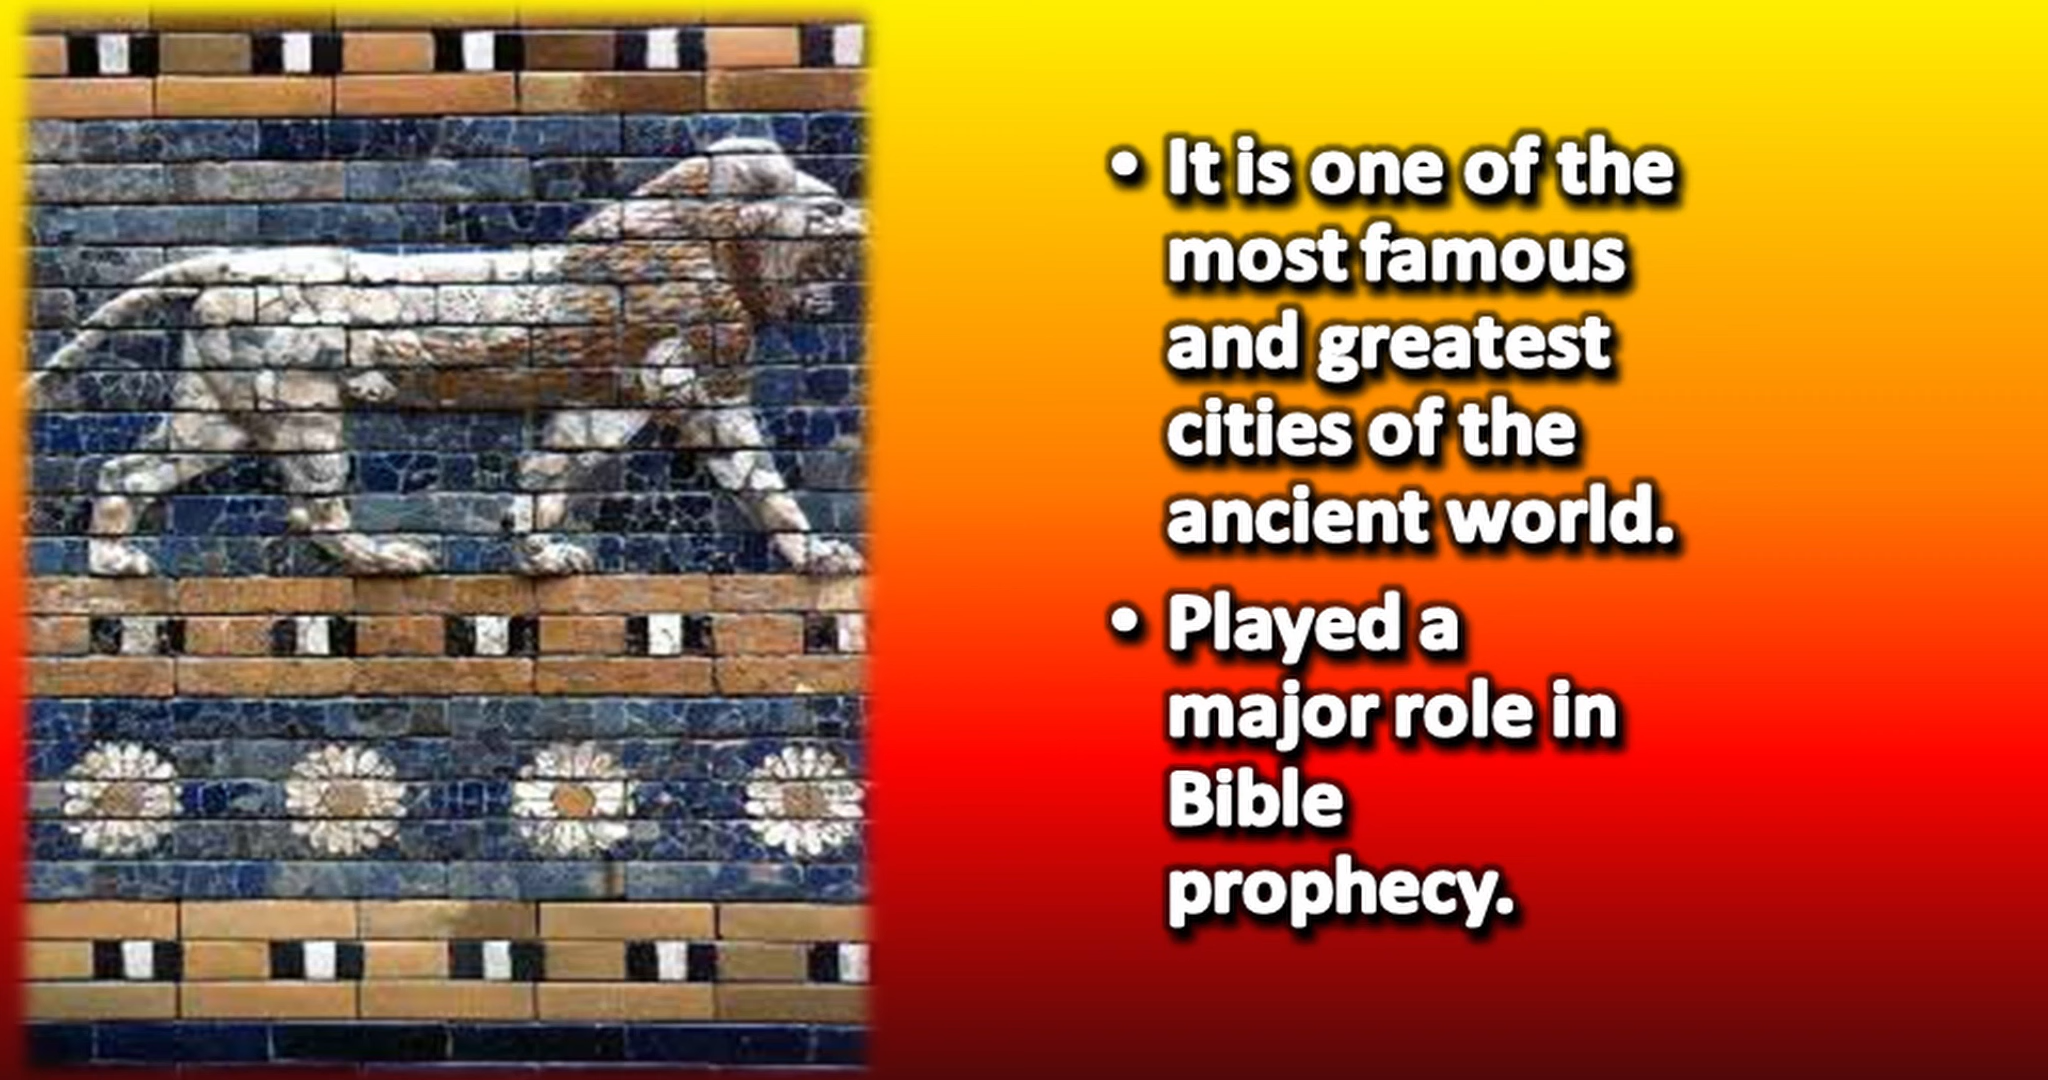 • It is one of the
most famous
and greatest
cities of the
ancient world.
• Played a
major role in
Bible
prophecy.